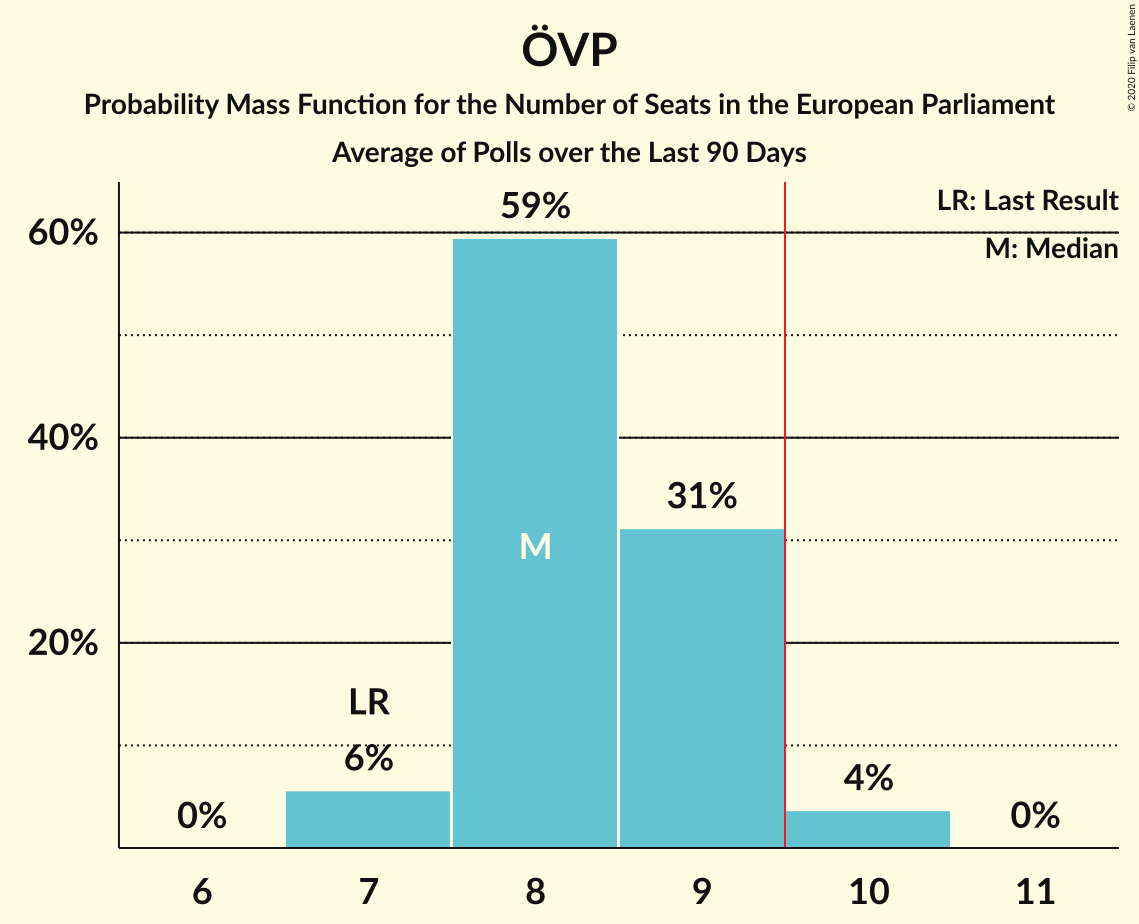 ÖVP
Probability Mass Function for the Number of Seats in the European Parliament
Average of Polls over the Last 90 Days
© 2020 Filip van Laenen
LR: Last Result
M: Median
60%
40%
20%
0%
LR
6%
59%
M
31%
4%
0%
6
7
8
9
10
11